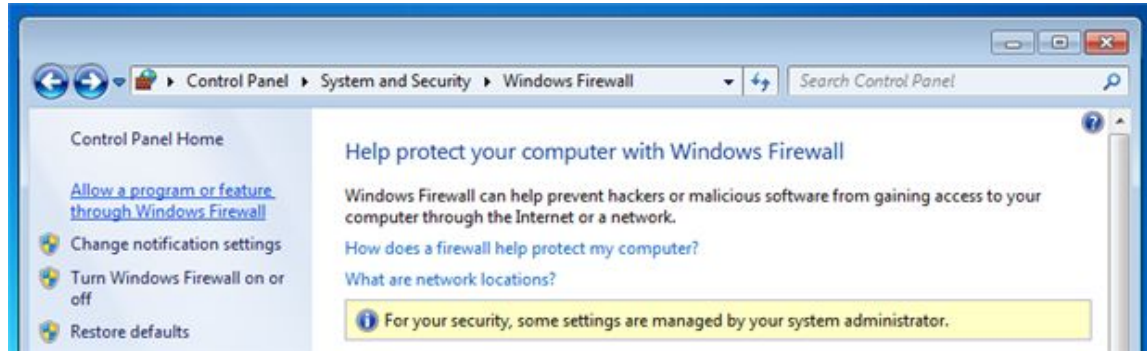 Control Panel ▸ System and Security ▸ Windows Firewall
Search Control Panel
Control Panel Home
Allow a program or feature
through Windows Firewall
Change notification settings
Turn Windows Firewall on or
off
Restore defaults
Help protect your computer with Windows Firewall
Windows Firewall can help prevent hackers or malicious software from gaining access to your
computer through the Internet or a network.
How does a firewall help protect my computer?
What are network locations?
For your security, some settings are managed by your system administrator.